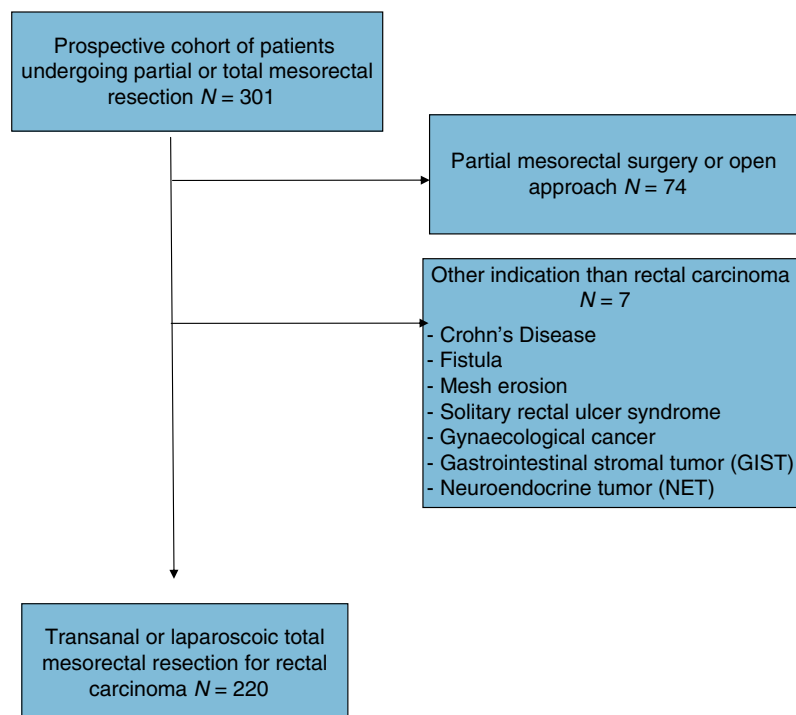 Prospective cohort of patients
undergoing partial or total mesorectal
resection N = 301
Partial mesorectal surgery or open
approach N = 74
Other indication than rectal carcinoma
N = 7
- Crohn’s Disease
- Fistula
- Mesh erosion
- Solitary rectal ulcer syndrome
- Gynaecological cancer
- Gastrointestinal stromal tumor (GIST)
- Neuroendocrine tumor (NET)
Transanal or laparoscoic total
mesorectal resection for rectal
carcinoma N = 220